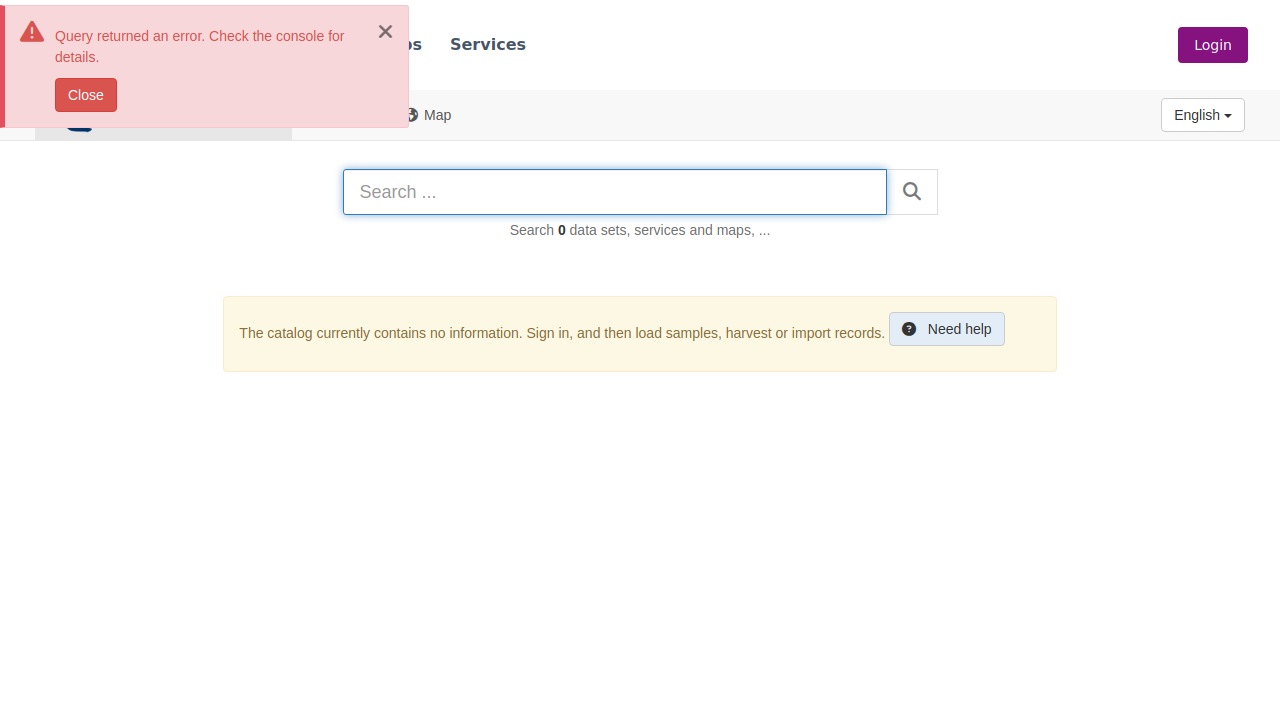 Query returned an error. Check the console for
details.
Close
Services
Login
Map
English
Search ...
Search 0 data sets, services and maps, ...
The catalog currently contains no information. Sign in, and then load samples, harvest or import records.
Need help